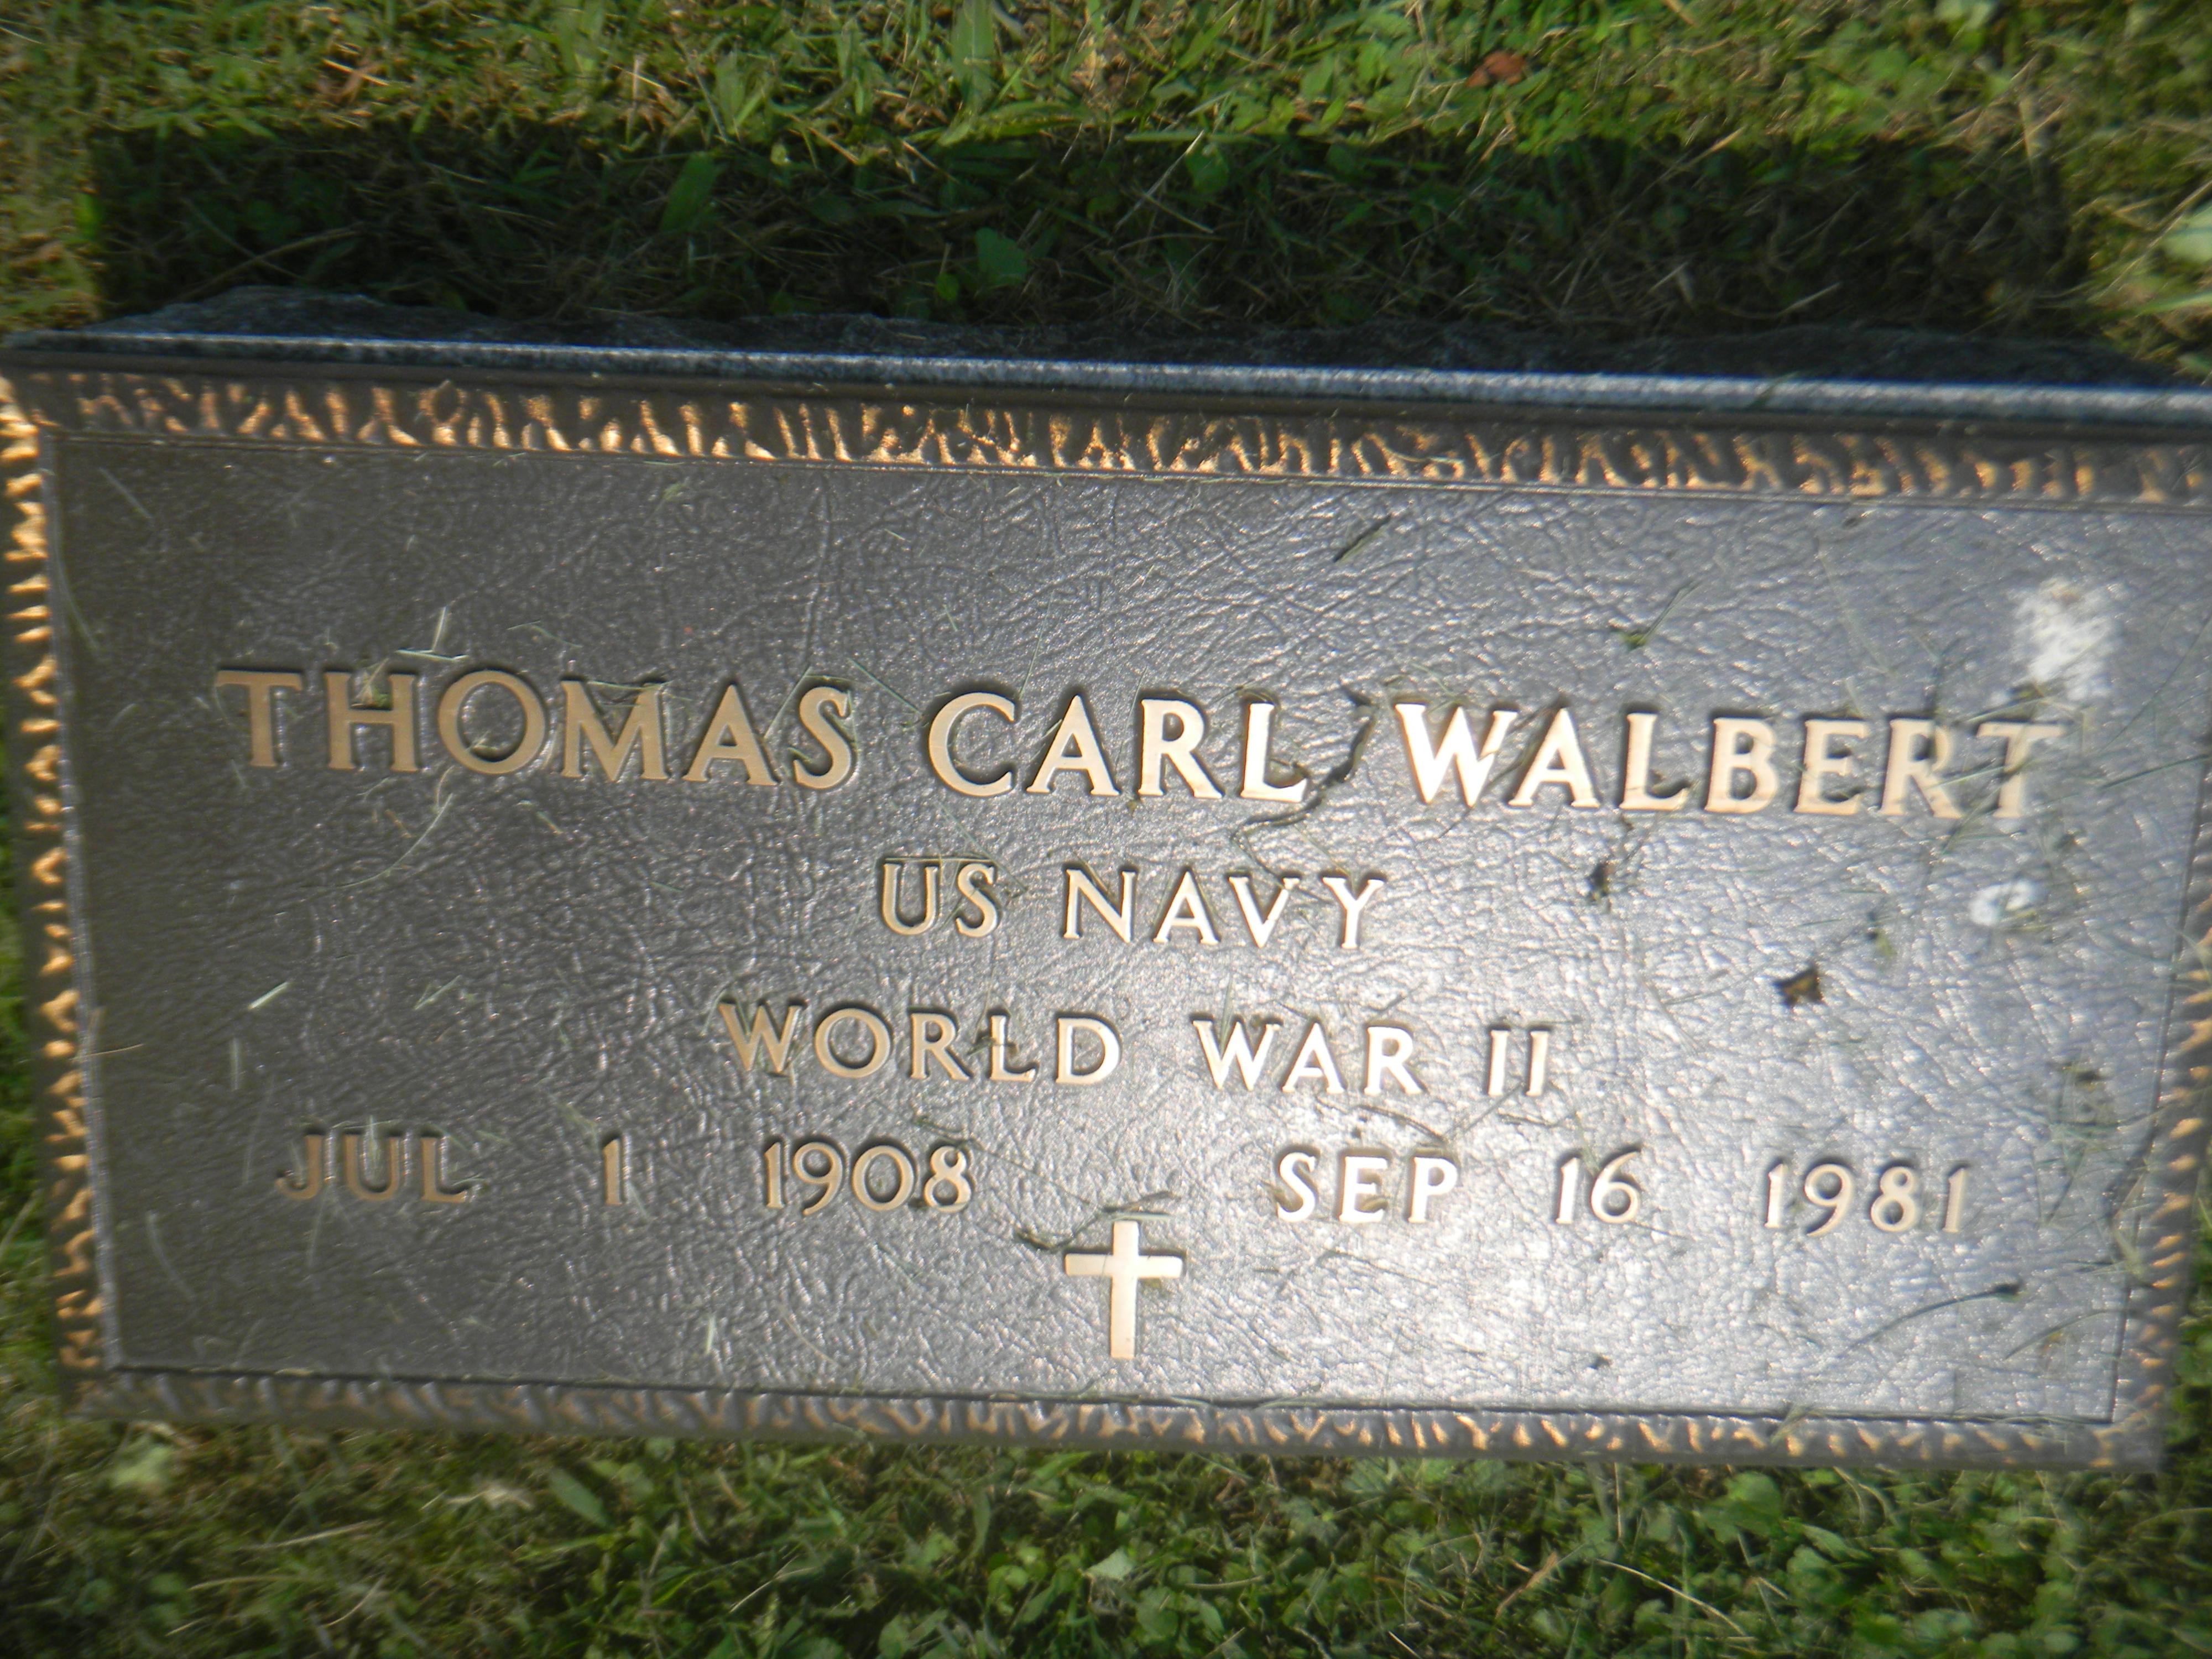 THOMAS CARL WALBERT
US NAVY
WORLD WAR II
JUL 1 1908 SEP 16 1981